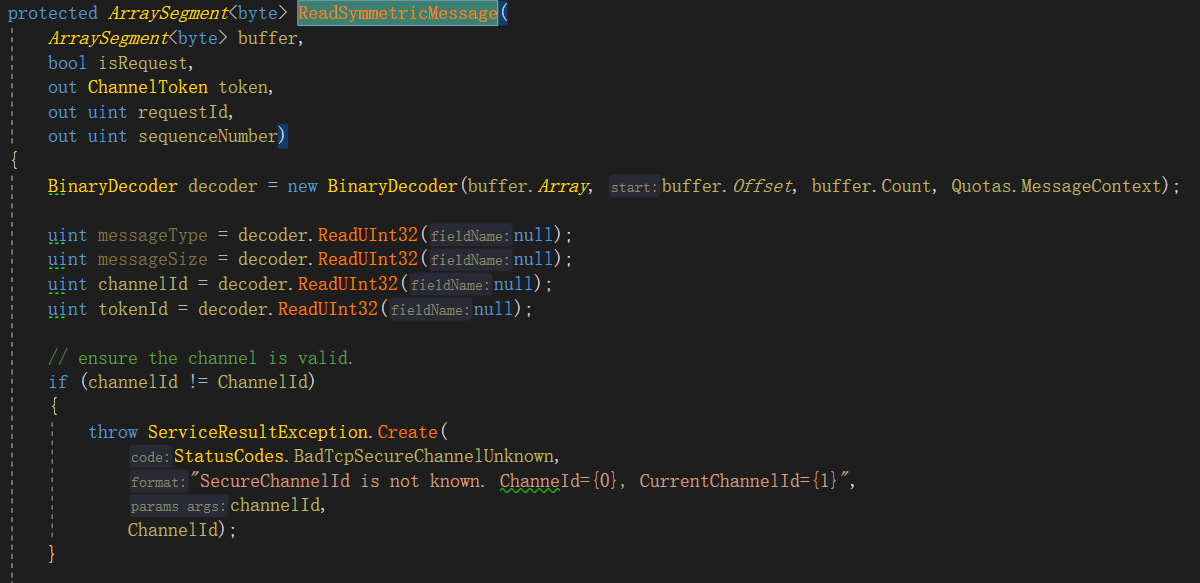 protected ArraySegment<byte> ReadSymmetricMessage(
ArraySegment<byte> buffer,
bool isRequest,
out ChannelToken token,
out uint requestId,
out uint sequenceNumber)
{
BinaryDecoder decoder = new BinaryDecoder(buffer.Array, start:buffer.Offset, buffer.Count, Quotas.MessageContext);
uint messageType = decoder.ReadUInt32(fieldName:null);
uint messageSize = decoder.ReadUInt32(fieldName:null);
uint channelId = decoder.ReadUInt32(fieldName:null);
uint tokenId = decoder.ReadUInt32(fieldName:null);
// ensure the channel is valid.
if (channelId != ChannelId)
{
throw ServiceResultException.Create(
code:StatusCodes.BadTcpSecureChannelUnknown,
format:"SecureChannelId is not known. ChanneId={0}, CurrentChannelId={1}",
params args:channelId,
ChannelId);
}